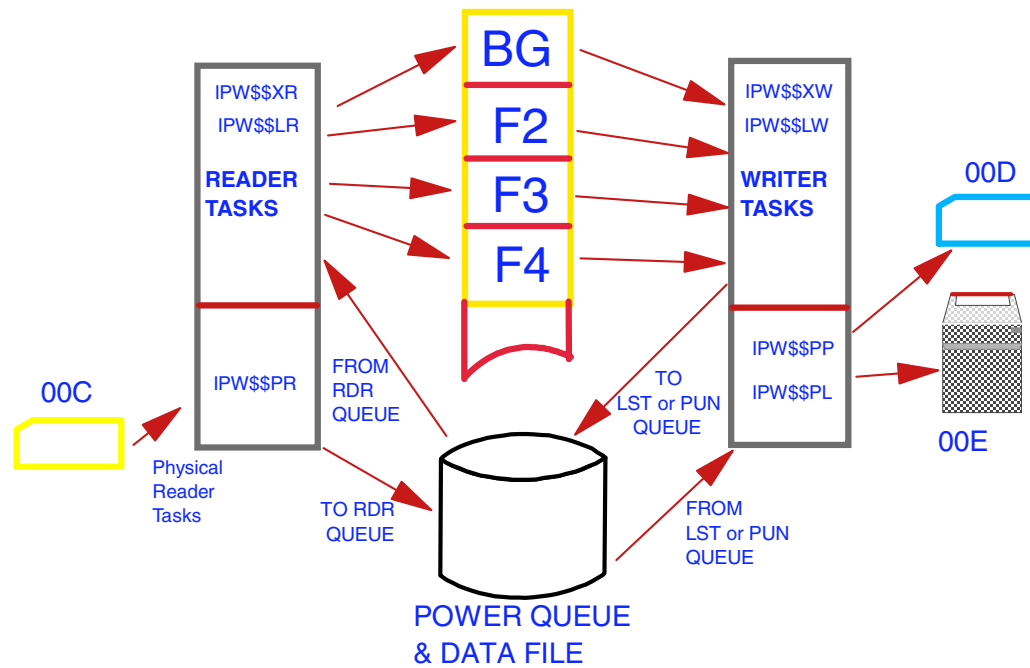 BG
F2
F3
F4
IPW$$XR
IPW$$LR
READER
TASKS
IPW$$PR
00C
Physical
Reader
Tasks
FROM
RDR
QUEUE
TO RDR
QUEUE
IPW$$XW
IPW$$LW
WRITER
TASKS
IPW$$PP
IPW$$PL
00D
00E
TO
LST or PUN
QUEUE
FROM
LST or PUN
QUEUE
POWER QUEUE
& DATA FILE